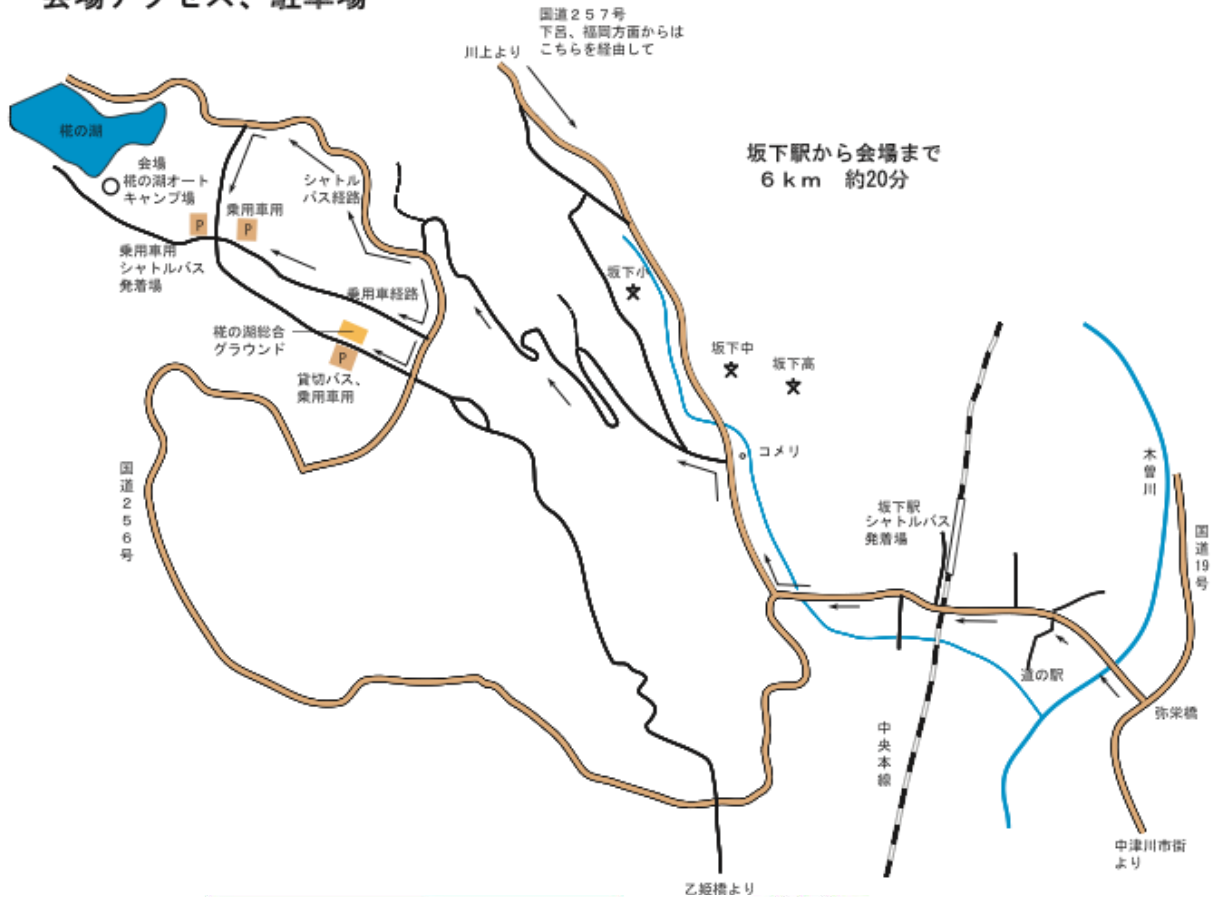 会場アクセス、駐車場
国道２５７号
下呂、福岡方面からは
こちらを経由して
川上より
椛の湖
坂下駅から会場まで
６ｋｍ　約20分
会場
椛の湖オート
キャンプ場
シャトル
バス経路
乗用車用
P
P
乗用車用
シャトルバス
発着場
坂下小
乗用車経路
椛の湖総合
グラウンド
P
貸切バス、
乗用車用
坂下中
坂下高
コメリ
国道２５６号
木曽川
坂下駅
シャトルバス
発着場
国道19号
道の駅
弥栄橋
中央本線
中津川市街
より
乙姫橋より